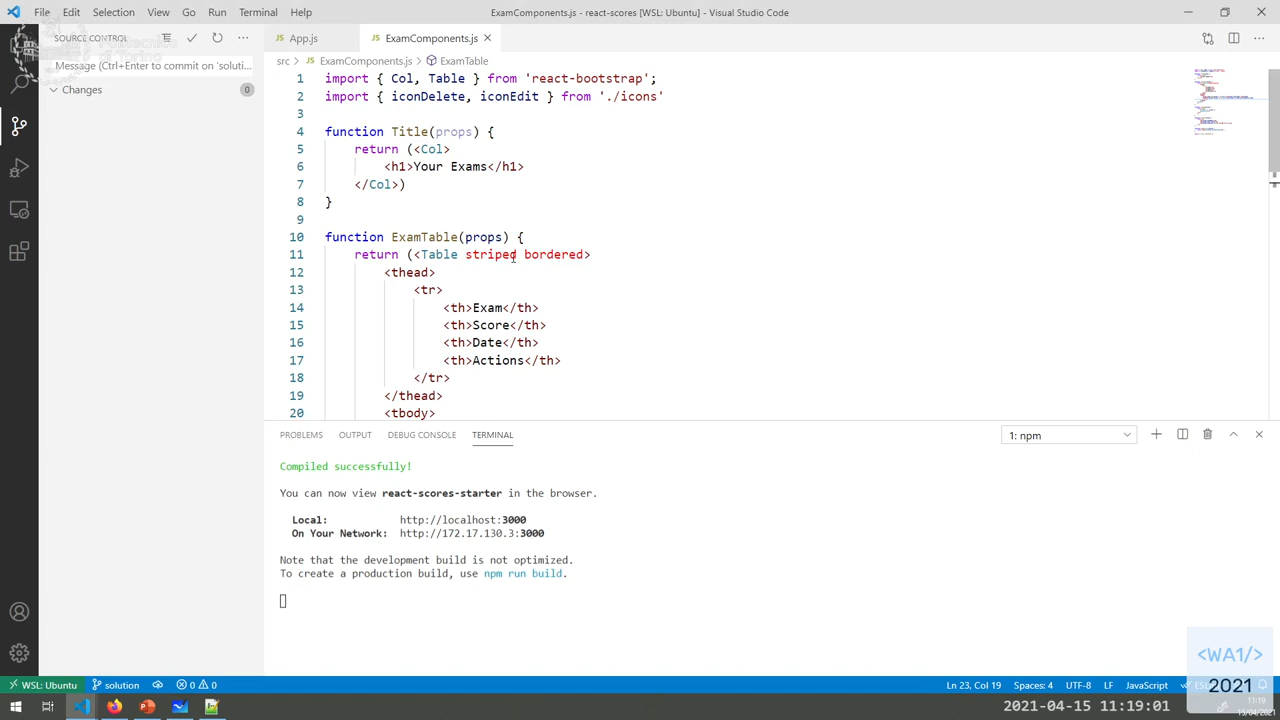 File Edit Selection View Go Run Terminal Help
ExamComponents.js - react-scores [WSL: Ubuntu] - Visual Studio Code
SOURCE CONTROL
Message (Ctrl+Enter to commit on 'soluti...
Changes 0
App.js ExamComponents.js
src > ExamComponents.js > ExamTable
1 import { Col, Table } from 'react-bootstrap';
2 import { iconDelete, iconEdit } from './icons'
3
4 function Title(props) {
5 return (<Col>
6 <h1>Your Exams</h1>
7 </Col>)
8 }
9
10 function ExamTable(props) {
11 return (<Table striped bordered>
12 <thead>
13 <tr>
14 <th>Exam</th>
15 <th>Score</th>
16 <th>Date</th>
17 <th>Actions</th>
18 </tr>
19 </thead>
20 <tbody>
PROBLEMS OUTPUT DEBUG CONSOLE TERMINAL
1: npm
Compiled successfully!
You can now view react-scores-starter in the browser.
Local: http://localhost:3000
On Your Network: http://172.17.130.3:3000
Note that the development build is not optimized.
To create a production build, use npm run build.
<WA1/>
2021
WSL: Ubuntu solution 0 0
Ln 23, Col 19 Spaces: 4 UTF-8 LF JavaScript
2021-04-15 11:19:01
11:19
15/04/2021